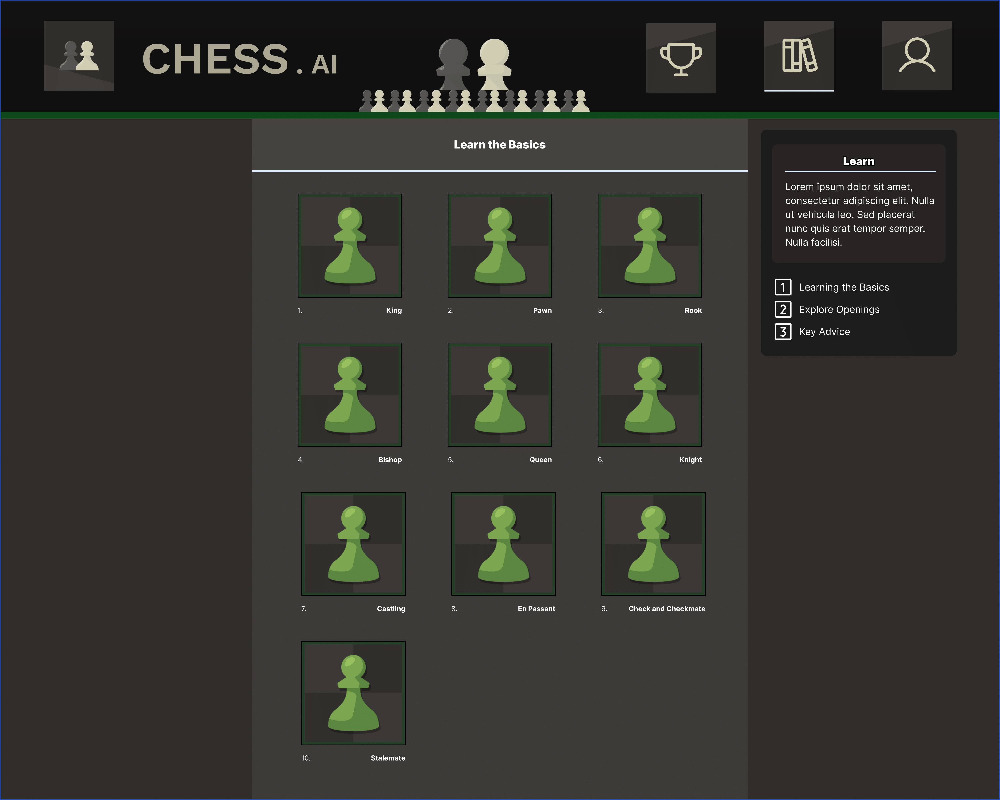 CHESS . AI
Learn the Basics
1. King
2. Pawn
3. Rook
4. Bishop
5. Queen
6. Knight
7. Castling
8. En Passant
9. Check and Checkmate
10. Stalemate
Learn
Lorem ipsum dolor sit amet,
consectetur adipiscing elit. Nulla
ut vehicula leo. Sed placerat
nunc quis erat tempor semper.
Nulla facilisi.
1 Learning the Basics
2 Explore Openings
3 Key Advice